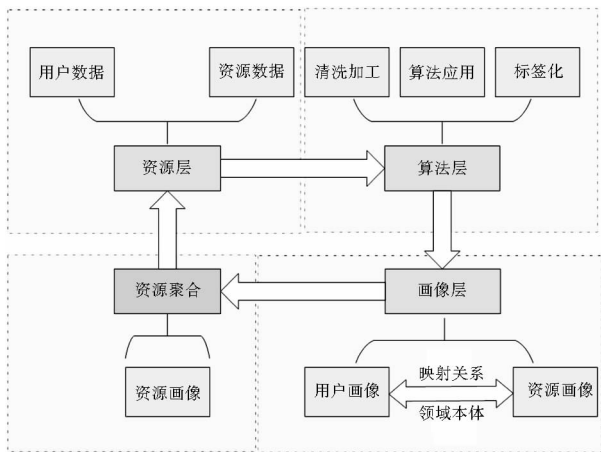 用户数据
资源数据
清洗加工
算法应用
标签化
资源层
算法层
资源聚合
画像层
资源画像
用户画像
映射关系
领域本体
资源画像